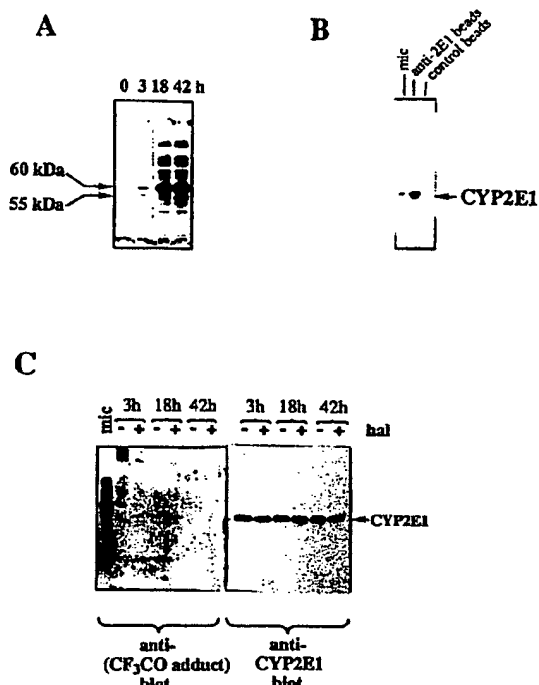 A
0 3 18 42 h
60 kDa
55 kDa
B
mic
anti-2E1 beads
control beads
CYP2E1
C
mic
3h 18h 42h 3h 18h 42h
- + - + - + - + - + - + hal
CYP2E1
anti-
(CF₃CO adduct)
blot
anti-
CYP2E1
blot